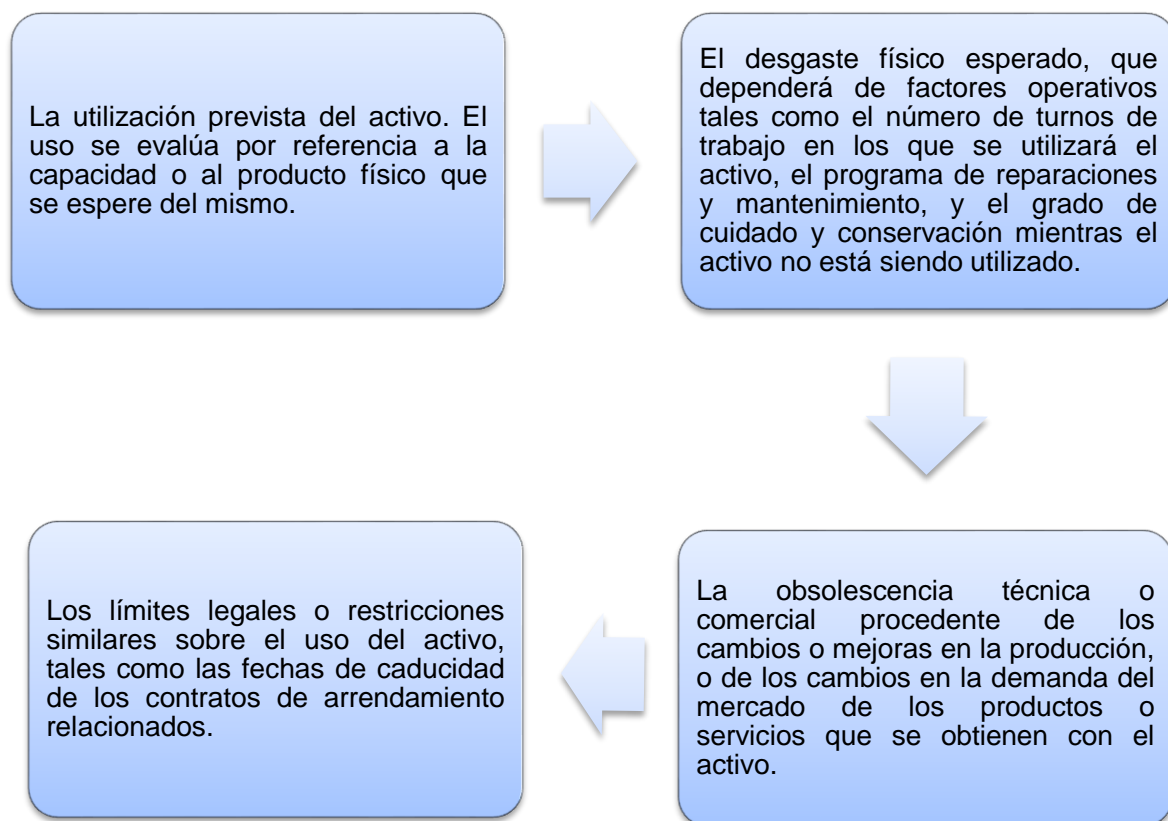 La utilización prevista del activo. El
uso se evalúa por referencia a la
capacidad o al producto físico que
se espere del mismo.
El desgaste físico esperado, que
dependerá de factores operativos
tales como el número de turnos de
trabajo en los que se utilizará el
activo, el programa de reparaciones
y mantenimiento, y el grado de
cuidado y conservación mientras el
activo no está siendo utilizado.
La obsolescencia técnica o
comercial procedente de los
cambios o mejoras en la producción,
o de los cambios en la demanda del
mercado de los productos o
servicios que se obtienen con el
activo.
Los límites legales o restricciones
similares sobre el uso del activo,
tales como las fechas de caducidad
de los contratos de arrendamiento
relacionados.